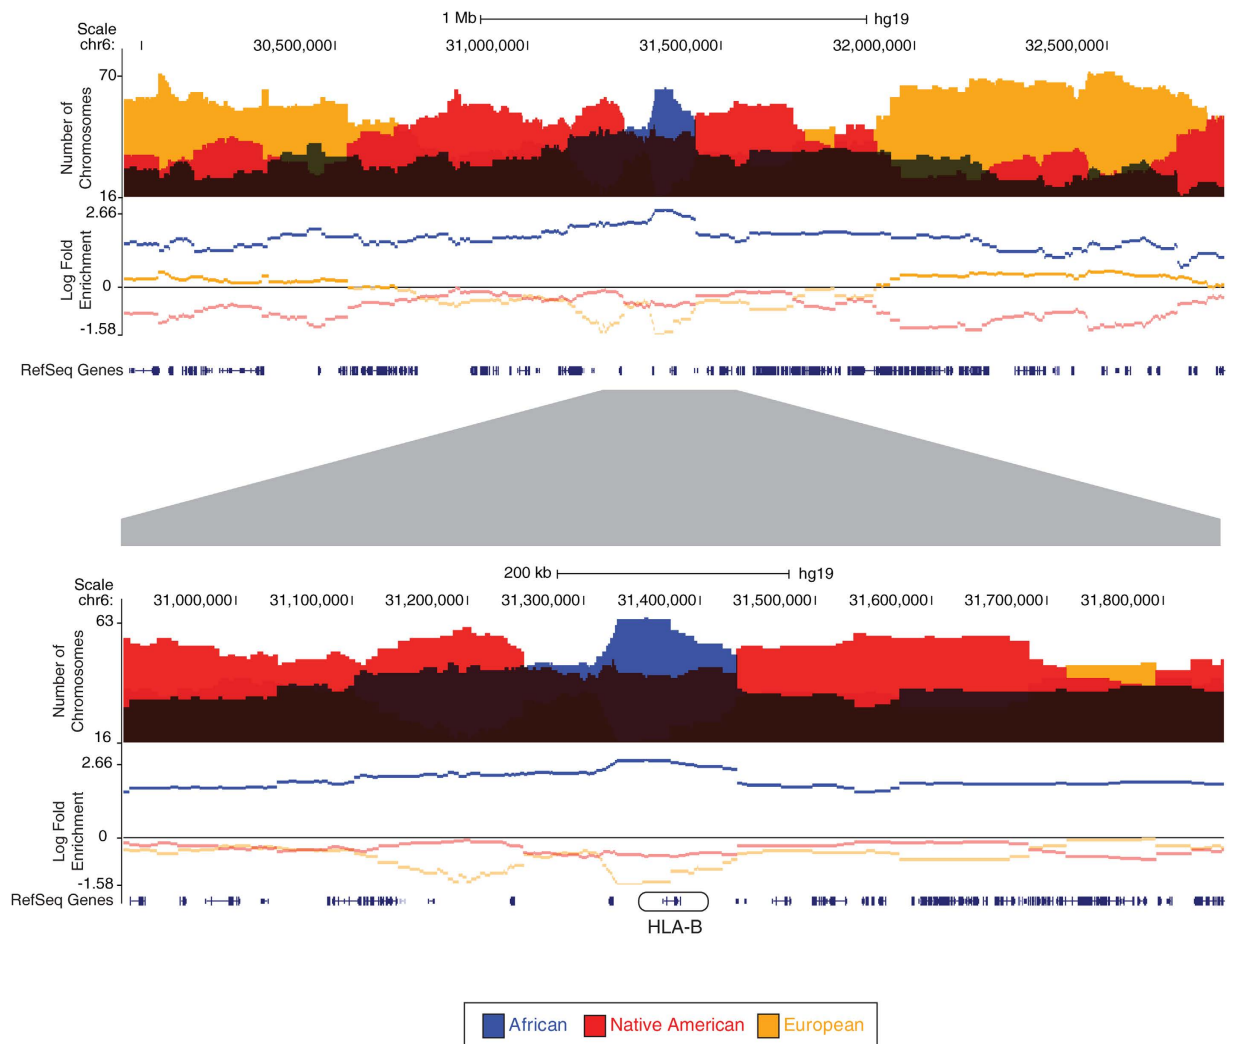 1 Mb hg19
Scale
chr6: 30,500,000 31,000,000 31,500,000 32,000,000 32,500,000
70
Number of
Chromosomes
16
2.66
Log Fold
Enrichment
0
-1.58
RefSeq Genes
200 kb hg19
Scale
chr6: 31,000,000 31,100,000 31,200,000 31,300,000 31,400,000 31,500,000 31,600,000 31,700,000 31,800,000
63
Number of
Chromosomes
16
2.66
Log Fold
Enrichment
0
-1.58
RefSeq Genes
HLA-B
African Native American European